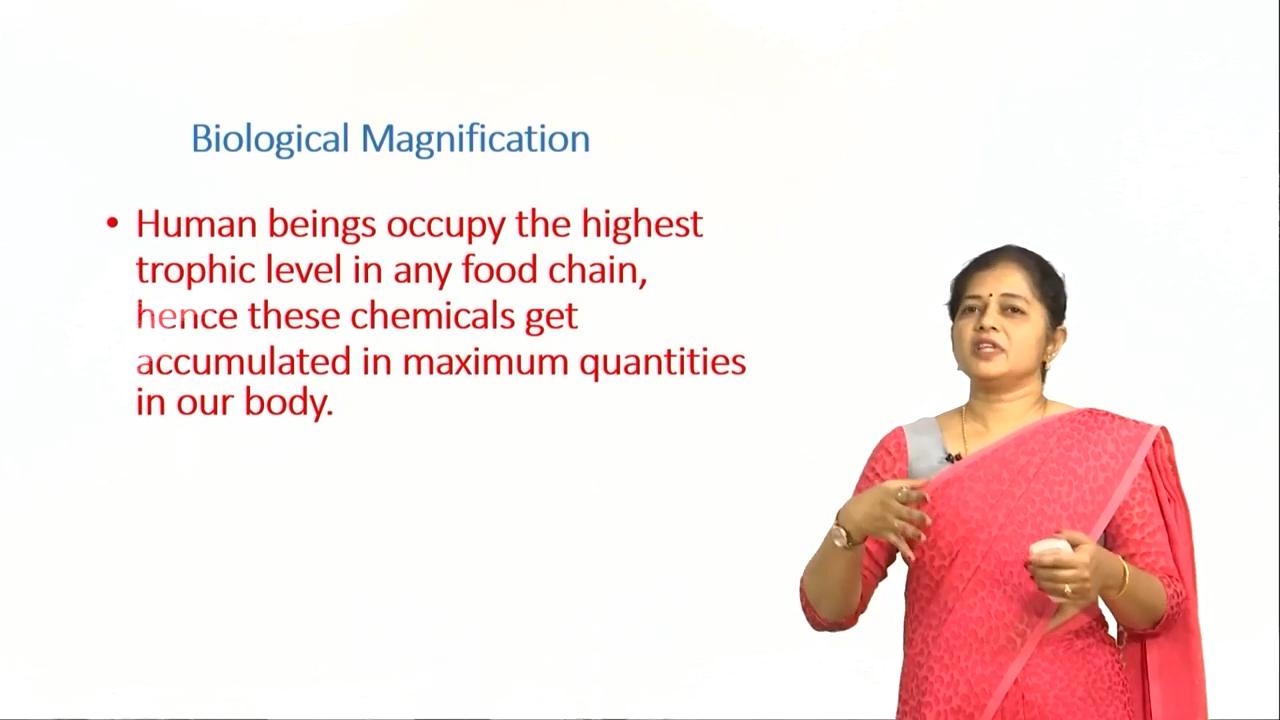 Biological Magnification
• Human beings occupy the highest
trophic level in any food chain,
hence these chemicals get
accumulated in maximum quantities
in our body.